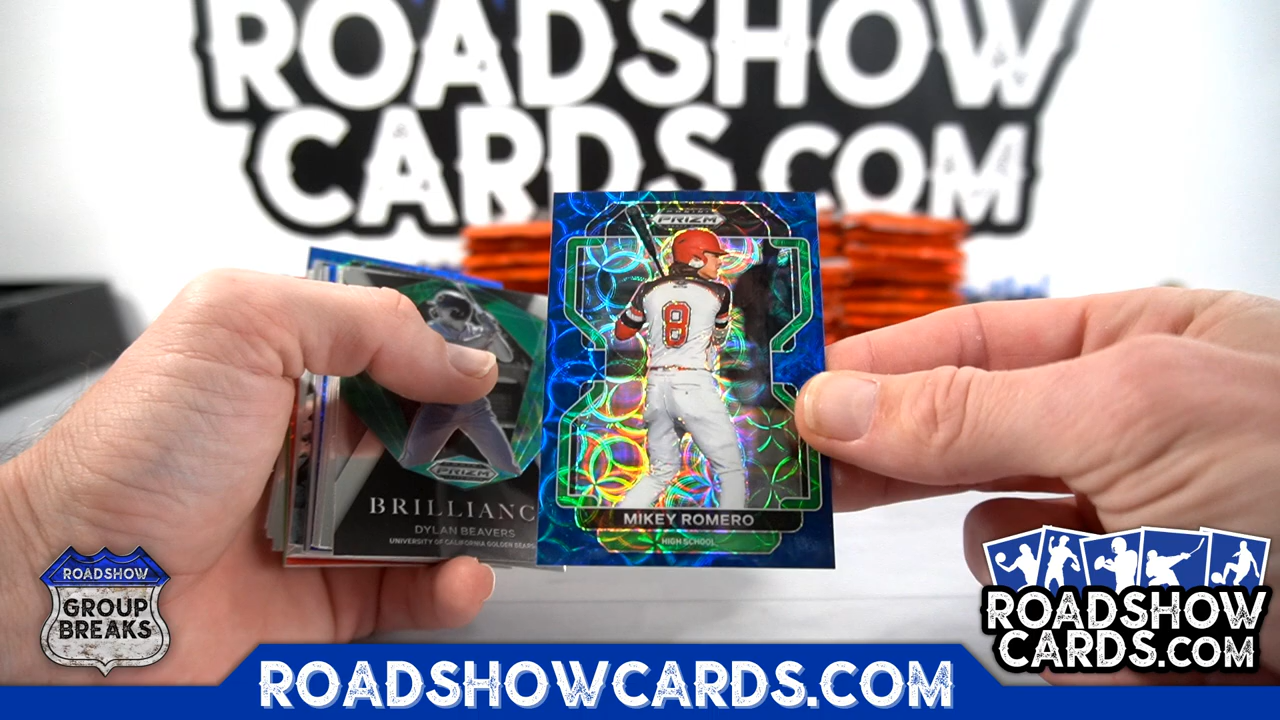 ROADSHOW
CARDS.COM
PRIZM
8
MIKEY ROMERO
HIGH SCHOOL
PRIZM
BRILLIANC
DYLAN BEAVERS
UNIVERSITY OF CALIFORNIA GOLDEN BEARS
ROADSHOW
GROUP
BREAKS
ROADSHOW
CARDS.COM
ROADSHOWCARDS.COM